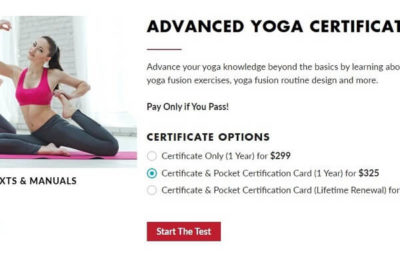 ADVANCED YOGA CERTIFICAT
Advance your yoga knowledge beyond the basics by learning abo
yoga fusion exercises, yoga fusion routine design and more.
Pay Only if You Pass!
CERTIFICATE OPTIONS
Certificate Only (1 Year) for $299
Certificate & Pocket Certification Card (1 Year) for $325
Certificate & Pocket Certification Card (Lifetime Renewal) for
XTS & MANUALS
Start The Test